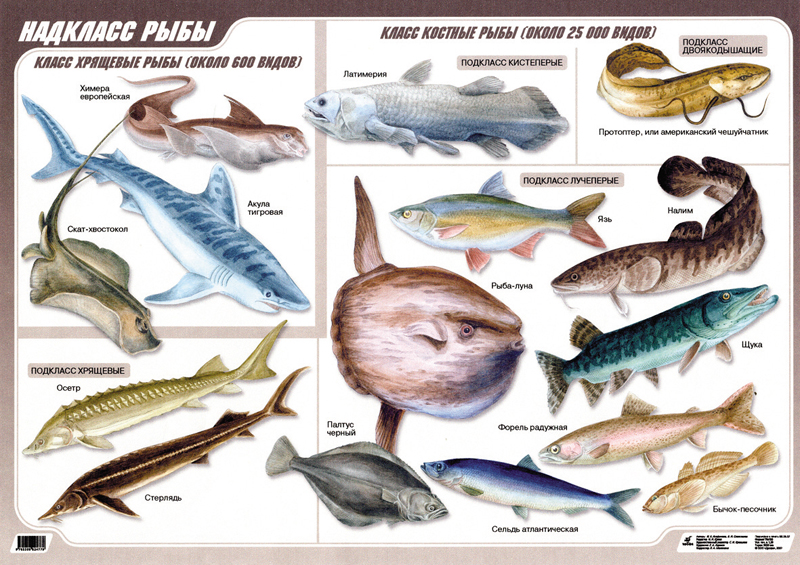 НАДКЛАСС РЫБЫ
КЛАСС ХРЯЩЕВЫЕ РЫБЫ (ОКОЛО 600 ВИДОВ)
Химера
европейская
Акула
тигровая
Скат-хвостокол
КЛАСС КОСТНЫЕ РЫБЫ (ОКОЛО 25 000 ВИДОВ)
Латимерия
ПОДКЛАСС КИСТЕПЕРЫЕ
ПОДКЛАСС
ДВОЯКОДЫШАЩИЕ
Протоптер, или американский чешуйчатник
ПОДКЛАСС ЛУЧЕПЕРЫЕ
Язь
Налим
Рыба-луна
Щука
ПОДКЛАСС ХРЯЩЕВЫЕ
Осетр
Стерлядь
Палтус
черный
Форель радужная
Сельдь атлантическая
Бычок-песочник